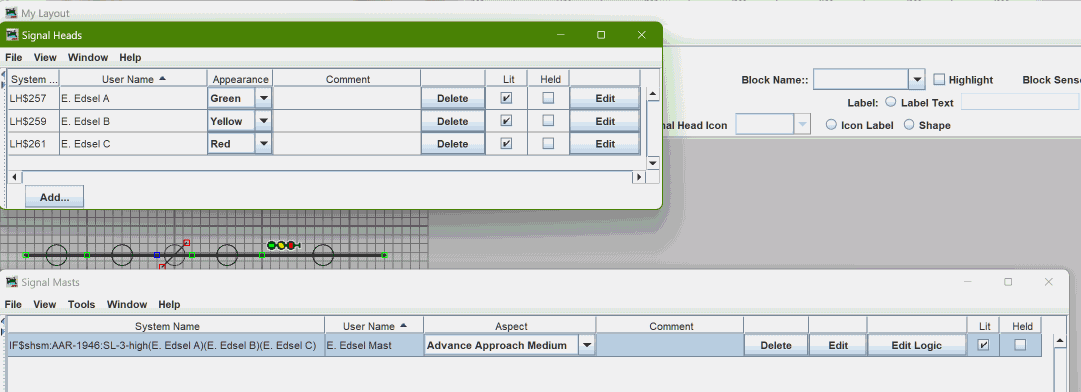 My Layout
Signal Heads
File View Window Help
System ... User Name Appearance Comment Lit Held
LH$257 E. Edsel A Green Delete Edit
LH$259 E. Edsel B Yellow Delete Edit
LH$261 E. Edsel C Red Delete Edit
Add...
Block Name:: Highlight Block Sens
Label: Label Text
nal Head Icon Icon Label Shape
Signal Masts
File View Tools Window Help
System Name User Name Aspect Comment Lit Held
IF$shsm:AAR-1946:SL-3-high(E. Edsel A)(E. Edsel B)(E. Edsel C) E. Edsel Mast Advance Approach Medium Delete Edit Edit Logic